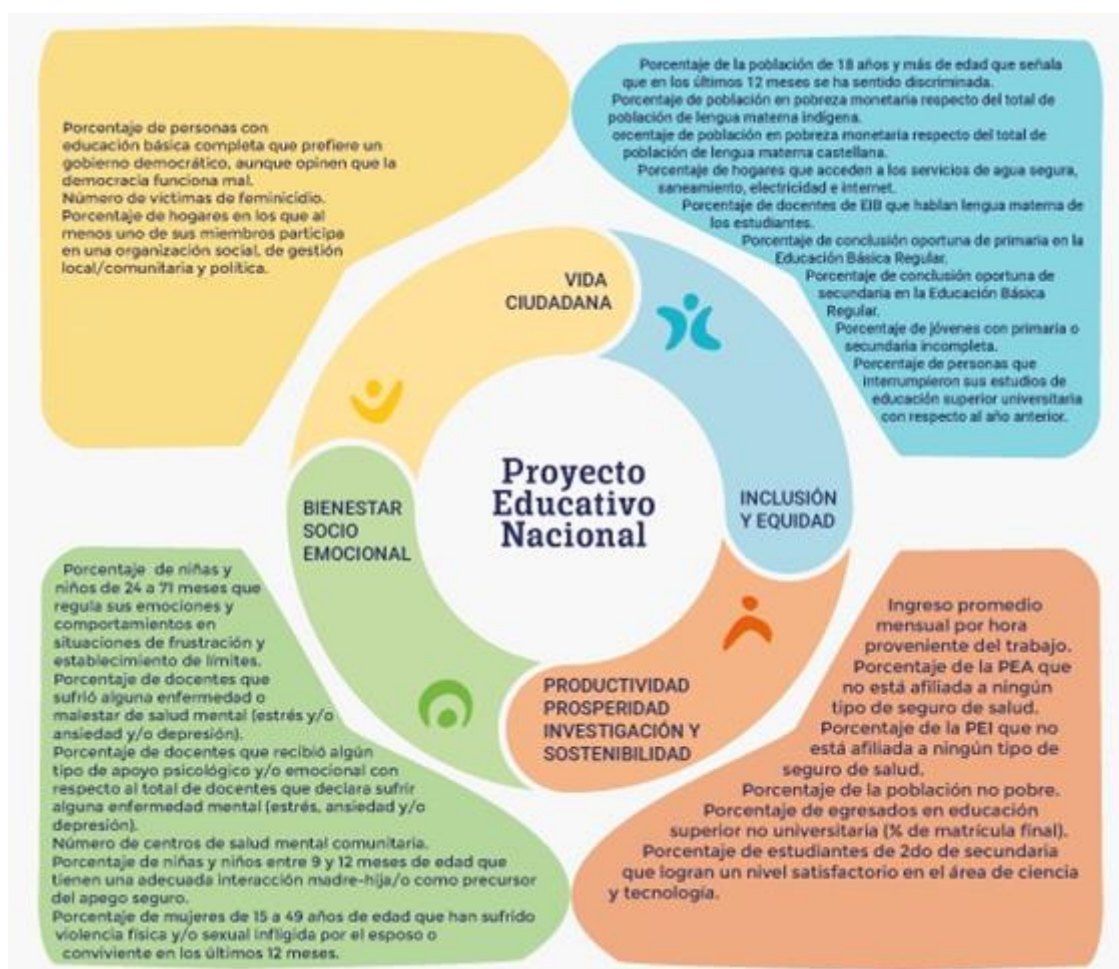 Porcentaje de personas con
educación básica completa que prefiere un
gobierno democrático, aunque opinen que la
democracia funciona mal.
Número de víctimas de feminicidio.
Porcentaje de hogares en los que al
menos uno de sus miembros participa
en una organización social, de gestión
local/comunitaria y política.
Porcentaje de la población de 18 años y más de edad que señala
que en los últimos 12 meses se ha sentido discriminada.
Porcentaje de población en pobreza monetaria respecto del total de
población de lengua materna indígena.
orcentaje de población en pobreza monetaria respecto del total de
población de lengua materna castellana.
Porcentaje de hogares que acceden a los servicios de agua segura,
saneamiento, electricidad e internet.
Porcentaje de docentes de EIB que hablan lengua materna de
los estudiantes.
Porcentaje de conclusión oportuna de primaria en la
Educación Básica Regular.
Porcentaje de conclusión oportuna de
secundaria en la Educación Básica
Regular.
Porcentaje de jóvenes con primaria o
secundaria incompleta.
Porcentaje de personas que
interrumpieron sus estudios de
educación superior universitaria
con respecto al año anterior.
VIDA
CIUDADANA
INCLUSIÓN
Y EQUIDAD
Proyecto
Educativo
Nacional
BIENESTAR
SOCIO
EMOCIONAL
PRODUCTIVIDAD
PROSPERIDAD
INVESTIGACIÓN Y
SOSTENIBILIDAD
Porcentaje de niñas y
niños de 24 a 71 meses que
regula sus emociones y
comportamientos en
situaciones de frustración y
establecimiento de límites.
Porcentaje de docentes que
sufrió alguna enfermedad o
malestar de salud mental (estrés y/o
ansiedad y/o depresión).
Porcentaje de docentes que recibió algún
tipo de apoyo psicológico y/o emocional con
respecto al total de docentes que declara sufrir
alguna enfermedad mental (estrés, ansiedad y/o
depresión).
Número de centros de salud mental comunitaria.
Porcentaje de niñas y niños entre 9 y 12 meses de edad que
tienen una adecuada interacción madre-hija/o como precursor
del apego seguro.
Porcentaje de mujeres de 15 a 49 años de edad que han sufrido
violencia física y/o sexual infligida por el esposo o
conviviente en los últimos 12 meses.
Ingreso promedio
mensual por hora
proveniente del trabajo.
Porcentaje de la PEA que
no está afiliada a ningún
tipo de seguro de salud.
Porcentaje de la PEI que no
está afiliada a ningún tipo de
seguro de salud.
Porcentaje de la población no pobre.
Porcentaje de egresados en educación
superior no universitaria (% de matrícula final).
Porcentaje de estudiantes de 2do de secundaria
que logran un nivel satisfactorio en el área de ciencia
y tecnología.